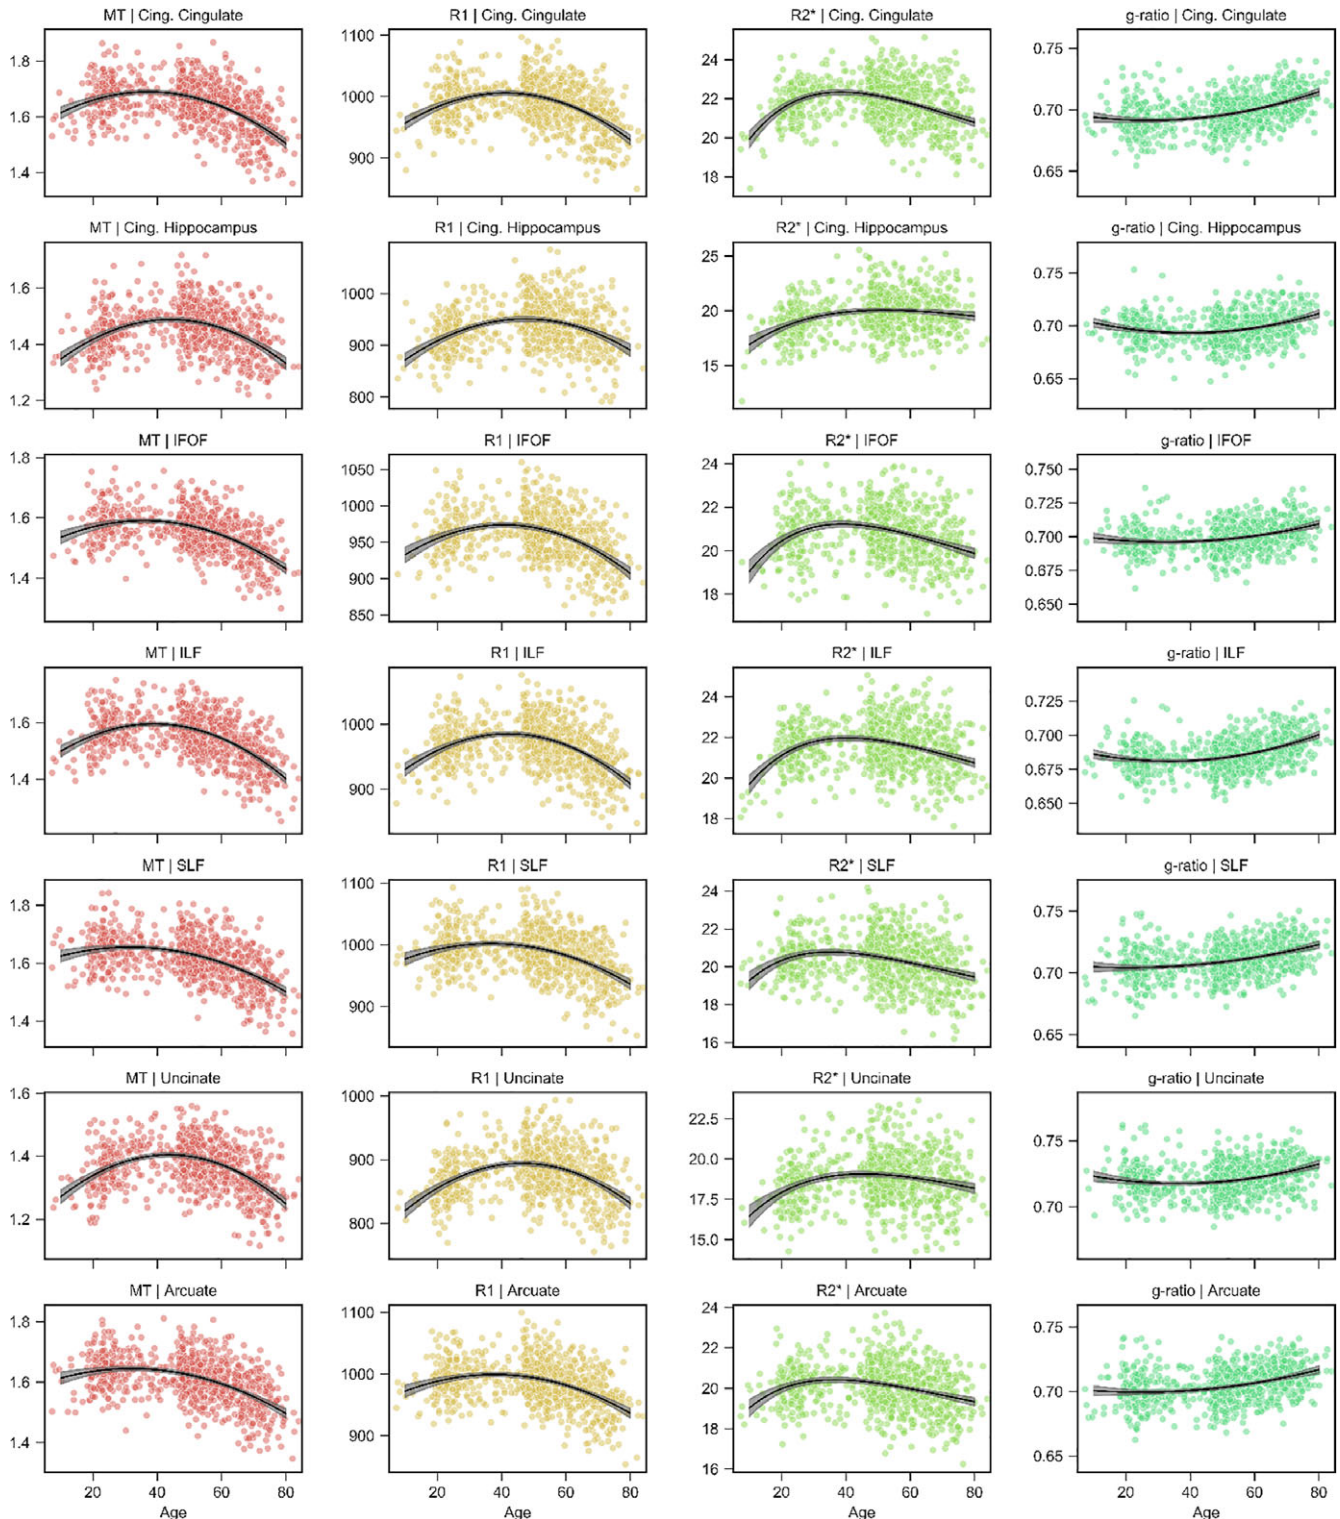 MT | Cing. Cingulate
R1 | Cing. Cingulate
R2* | Cing. Cingulate
g-ratio | Cing. Cingulate
1.8
1.6
1.4
1100
1000
900
24
22
20
18
0.75
0.70
0.65
MT | Cing. Hippocampus
R1 | Cing. Hippocampus
R2* | Cing. Hippocampus
g-ratio | Cing. Hippocampus
1.6
1.4
1.2
1000
900
800
25
20
15
0.75
0.70
0.65
MT | IFOF
R1 | IFOF
R2* | IFOF
g-ratio | IFOF
1.8
1.6
1.4
1050
1000
950
900
850
24
22
20
18
0.750
0.725
0.700
0.675
0.650
MT | ILF
R1 | ILF
R2* | ILF
g-ratio | ILF
1.6
1.4
1000
900
24
22
20
18
0.725
0.700
0.675
0.650
MT | SLF
R1 | SLF
R2* | SLF
g-ratio | SLF
1.8
1.6
1.4
1100
1000
900
24
22
20
18
16
0.75
0.70
0.65
MT | Uncinate
R1 | Uncinate
R2* | Uncinate
g-ratio | Uncinate
1.6
1.4
1.2
1000
900
800
22.5
20.0
17.5
15.0
0.75
0.70
MT | Arcuate
R1 | Arcuate
R2* | Arcuate
g-ratio | Arcuate
1.8
1.6
1.4
1100
1000
900
24
22
20
18
16
0.75
0.70
0.65
20 40 60 80
20 40 60 80
20 40 60 80
20 40 60 80
Age
Age
Age
Age